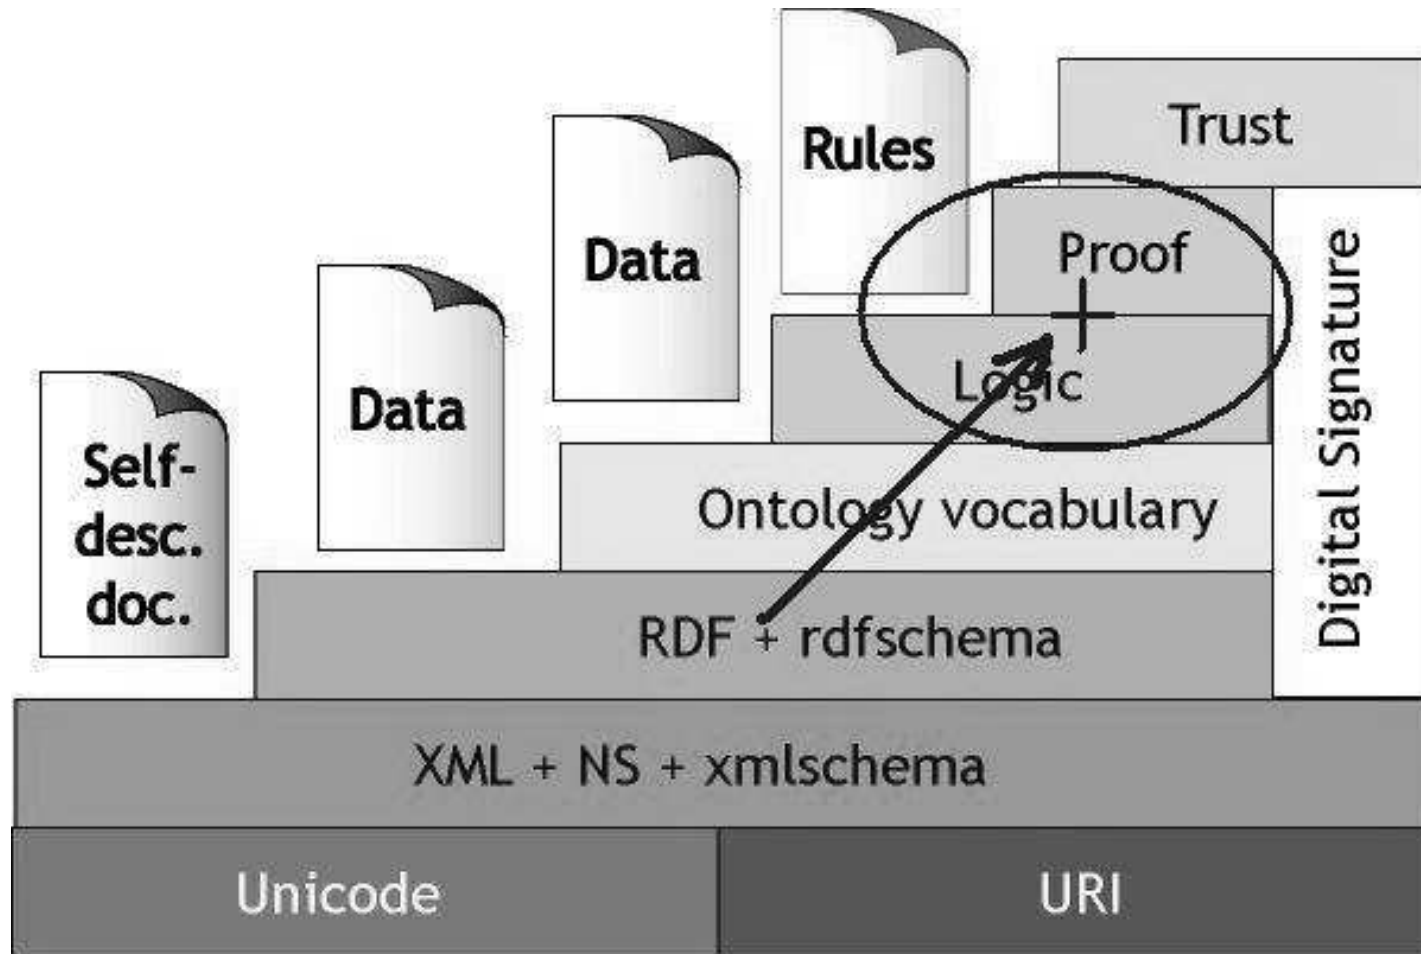 Rules
Trust
Data
Proof
Data
Logic
Self-
desc.
doc.
Ontology vocabulary
Digital Signature
RDF + rdfschema
XML + NS + xmlschema
Unicode
URI